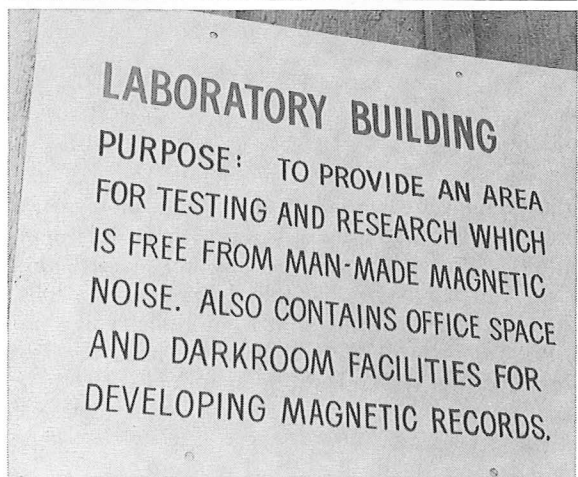 LABORATORY BUILDING
PURPOSE: TO PROVIDE AN AREA
FOR TESTING AND RESEARCH WHICH
IS FREE FROM MAN-MADE MAGNETIC
NOISE. ALSO CONTAINS OFFICE SPACE
AND DARKROOM FACILITIES FOR
DEVELOPING MAGNETIC RECORDS.